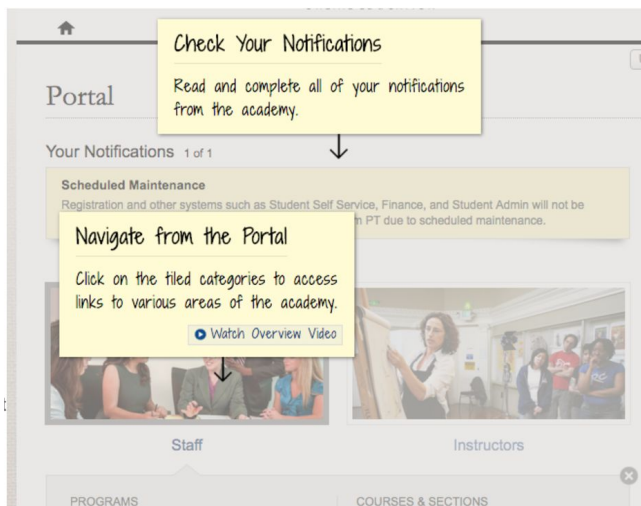 Check Your Notifications
Read and complete all of your notifications
from the academy.
Portal
Your Notifications 1 of 1
Scheduled Maintenance
Registration and other systems such as Student Self Service, Finance, and Student Admin will not be
PT due to scheduled maintenance.
Navigate from the Portal
Click on the tiled categories to access
links to various areas of the academy.
Watch Overview Video
Staff
Instructors
PROGRAMS
COURSES & SECTIONS